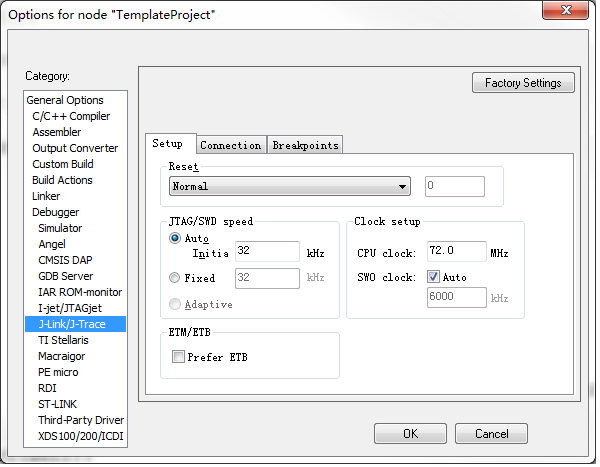 Options for node "TemplateProject"
Category:
Factory Settings
General Options
C/C++ Compiler
Assembler
Output Converter
Custom Build
Build Actions
Linker
Debugger
Simulator
Angel
CMSIS DAP
GDB Server
IAR ROM-monitor
I-jet/JTAGjet
J-Link/J-Trace
TI Stellaris
Macraigor
PE micro
RDI
ST-LINK
Third-Party Driver
XDS100/200/ICDI
Setup Connection Breakpoints
Reset
Normal 0
JTAG/SWD speed
Auto
Initia 32 kHz
Fixed 32 kHz
Adaptive
Clock setup
CPU clock: 72.0 MHz
SWO clock: Auto
6000 kHz
ETM/ETB
Prefer ETB
OK Cancel